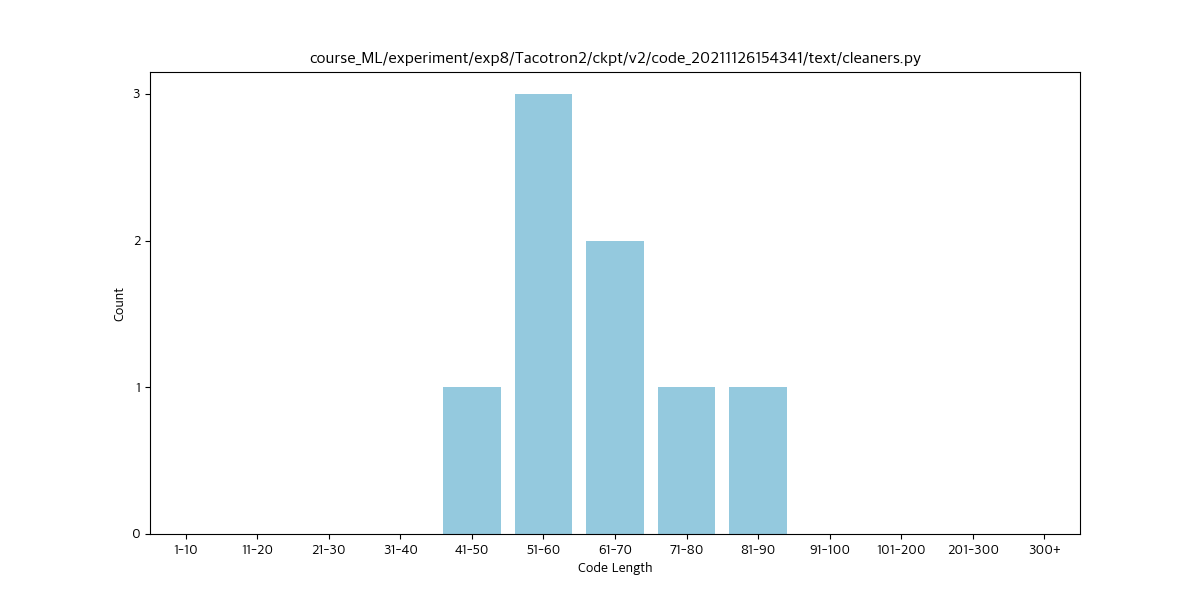 course_ML/experiment/exp8/Tacotron2/ckpt/v2/code_20211126154341/text/cleaners.py
3
2
1
0
Count
1-10 11-20 21-30 31-40 41-50 51-60 61-70 71-80 81-90 91-100 101-200 201-300 300+
Code Length